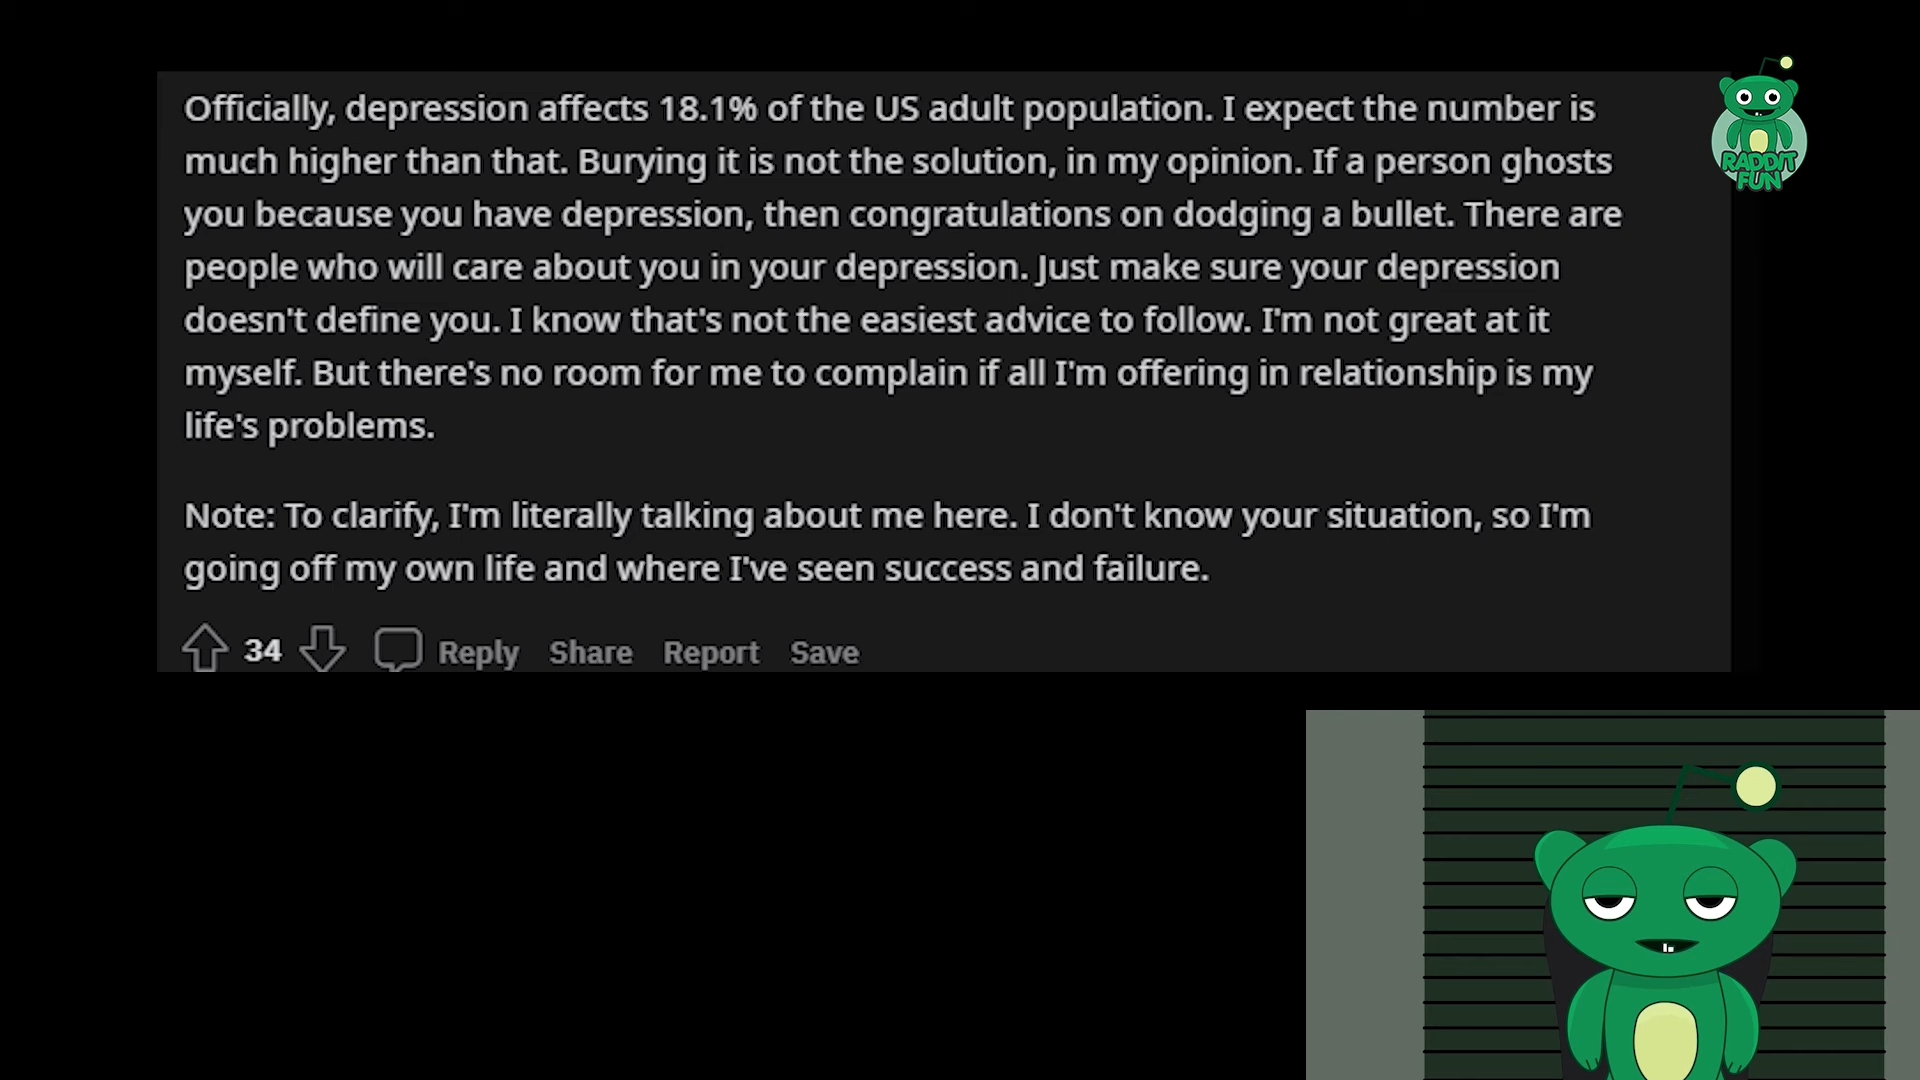 Officially, depression affects 18.1% of the US adult population. I expect the number is
much higher than that. Burying it is not the solution, in my opinion. If a person ghosts
you because you have depression, then congratulations on dodging a bullet. There are
people who will care about you in your depression. Just make sure your depression
doesn't define you. I know that's not the easiest advice to follow. I'm not great at it
myself. But there's no room for me to complain if all I'm offering in relationship is my
life's problems.
Note: To clarify, I'm literally talking about me here. I don't know your situation, so I'm
going off my own life and where I've seen success and failure.
34 Reply Share Report Save
RADDIT
FUN